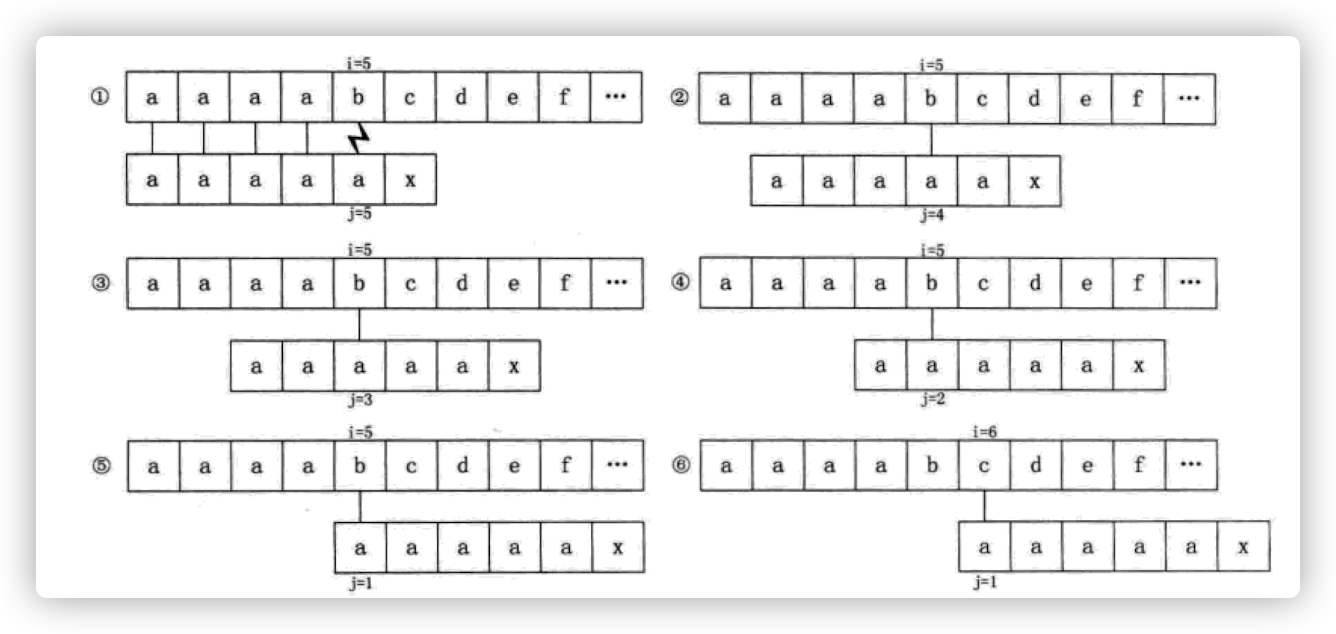 i=5
① a a a a b c d e f …
a a a a a x
j=5
i=5
② a a a a b c d e f …
a a a a a x
j=4
i=5
③ a a a a b c d e f …
a a a a a x
j=3
i=5
④ a a a a b c d e f …
a a a a a x
j=2
i=5
⑤ a a a a b c d e f …
a a a a a x
j=1
i=6
⑥ a a a a b c d e f …
a a a a a x
j=1